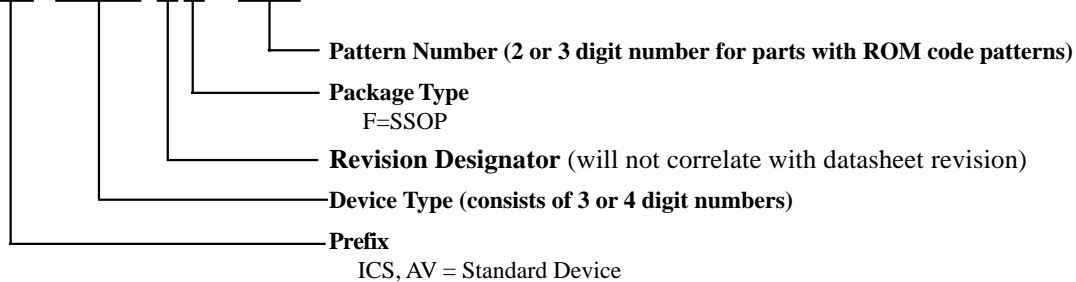 Pattern Number (2 or 3 digit number for parts with ROM code patterns)
Package Type
F=SSOP
Revision Designator (will not correlate with datasheet revision)
Device Type (consists of 3 or 4 digit numbers)
Prefix
ICS, AV = Standard Device